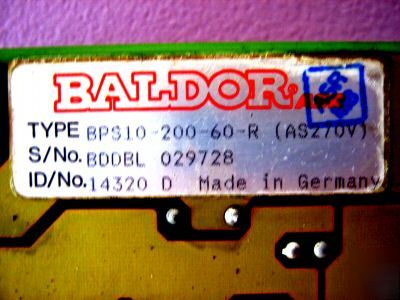 BALDOR
TYPE BPS10-200-60-R (AS270V)
S/No. BDDBL 029728
ID/No. 14320 D Made in Germany